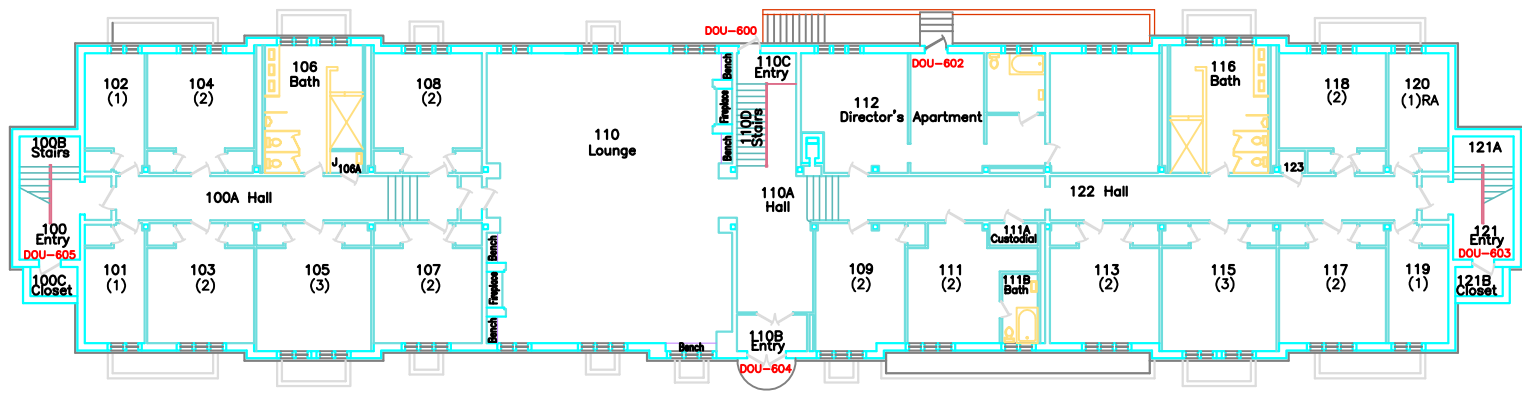 DOU-600
DOU-602
102
(1)
104
(2)
106
Bath
108
(2)
Bench
Fireplace
Bench
110C
Entry
110D
Stairs
112
Director's Apartment
116
Bath
118
(2)
120
(1)RA
100B
Stairs
J
106A
110
Lounge
123
121A
100A Hall
110A
Hall
122 Hall
100
Entry
DOU-605
100C
Closet
111A
Custodial
121
Entry
DOU-603
121B
Closet
101
(1)
103
(2)
105
(3)
107
(2)
Bench
Fireplace
Bench
109
(2)
111
(2)
111B
Bath
113
(2)
115
(3)
117
(2)
119
(1)
Bench
110B
Entry
DOU-604